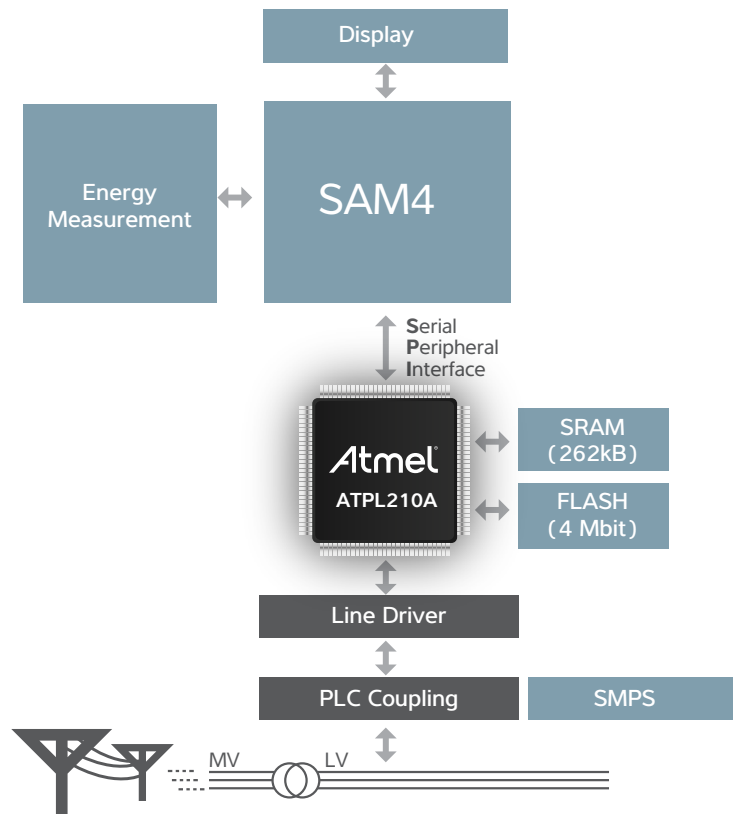 Display
Energy
Measurement
SAM4
Serial
Peripheral
Interface
Atmel
ATPL210A
SRAM
(262kB)
FLASH
(4 Mbit)
Line Driver
PLC Coupling
SMPS
MV
LV